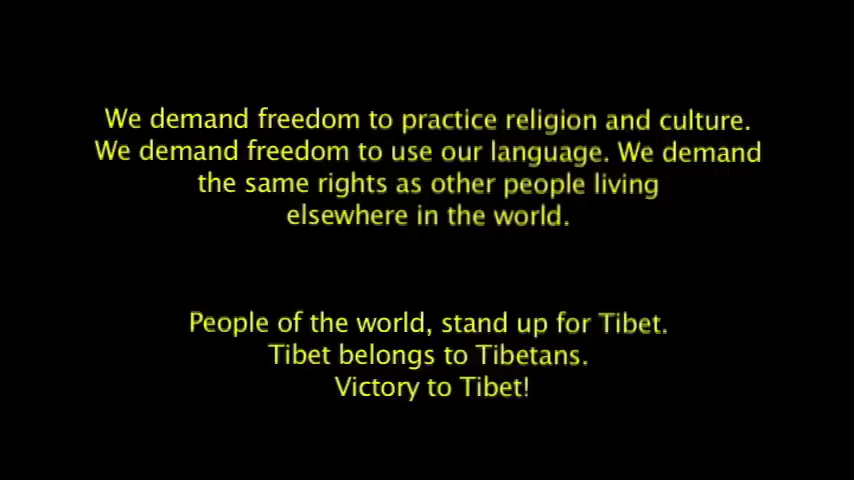 We demand freedom to practice religion and culture.
We demand freedom to use our language. We demand
the same rights as other people living
elsewhere in the world.
People of the world, stand up for Tibet.
Tibet belongs to Tibetans.
Victory to Tibet!